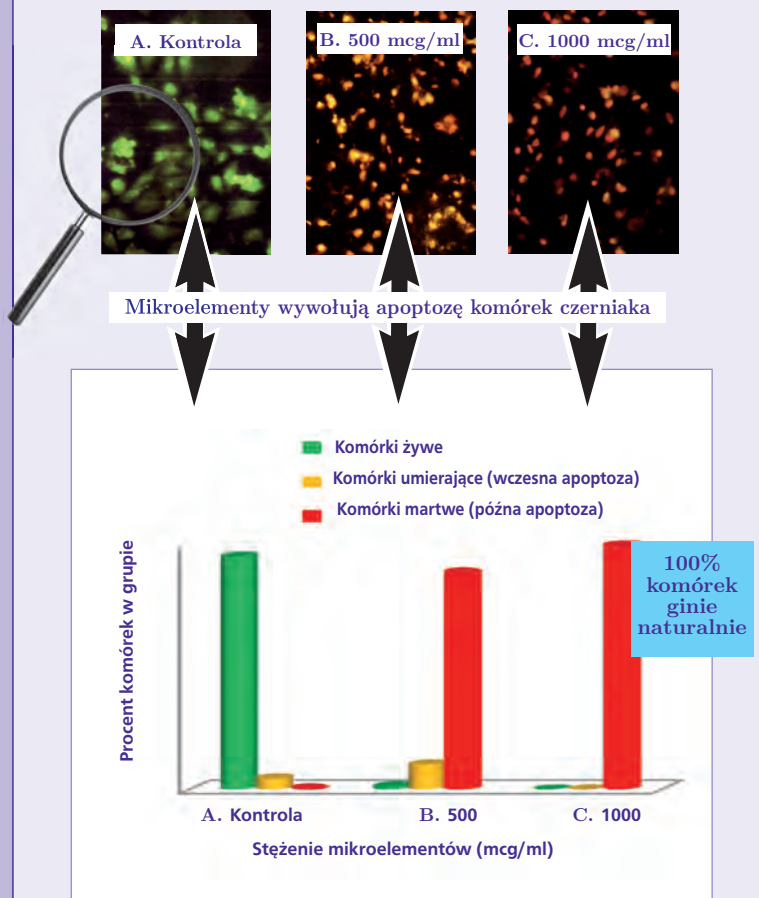 A. Kontrola
B. 500 mcg/ml
C. 1000 mcg/ml
Mikroelementy wywołują apoptozę komórek czerniaka
Komórki żywe
Komórki umierające (wczesna apoptoza)
Komórki martwe (późna apoptoza)
Procent komórek w grupie
100%
komórek
ginie
naturalnie
A. Kontrola
B. 500
C. 1000
Stężenie mikroelementów (mcg/ml)